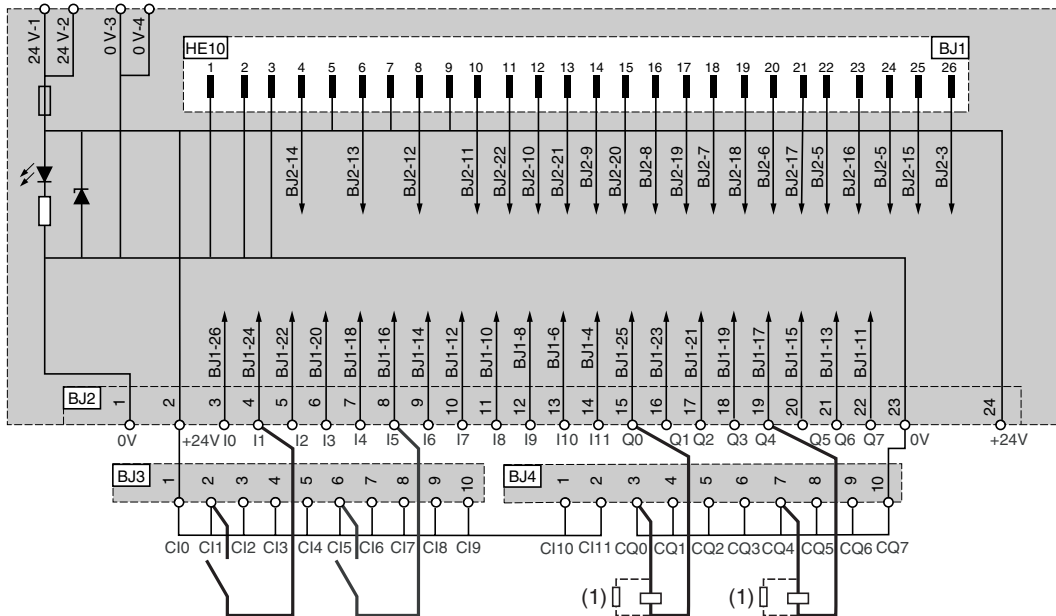 24 V-1 24 V-2 0 V-3 0 V-4
HE10 BJ1
1 2 3 4 5 6 7 8 9 10 11 12 13 14 15 16 17 18 19 20 21 22 23 24 25 26
BJ2-14 BJ2-13 BJ2-12 BJ2-11 BJ2-22 BJ2-10 BJ2-21 BJ2-9 BJ2-20 BJ2-8 BJ2-19 BJ2-7 BJ2-18 BJ2-6 BJ2-17 BJ2-5 BJ2-16 BJ2-5 BJ2-15 BJ2-3
BJ1-26 BJ1-24 BJ1-22 BJ1-20 BJ1-18 BJ1-16 BJ1-14 BJ1-12 BJ1-10 BJ1-8 BJ1-6 BJ1-4 BJ1-25 BJ1-23 BJ1-21 BJ1-19 BJ1-17 BJ1-15 BJ1-13 BJ1-11
BJ2 1 2 3 4 5 6 7 8 9 10 11 12 13 14 15 16 17 18 19 20 21 22 23 24
0V +24V I0 I1 I2 I3 I4 I5 I6 I7 I8 I9 I10 I11 Q0 Q1 Q2 Q3 Q4 Q5 Q6 Q7 0V +24V
BJ3 1 2 3 4 5 6 7 8 9 10
BJ4 1 2 3 4 5 6 7 8 9 10
CI0 CI1 CI2 CI3 CI4 CI5 CI6 CI7 CI8 CI9 CI10 CI11 CQ0 CQ1 CQ2 CQ3 CQ4 CQ5 CQ6 CQ7
(1) (1)